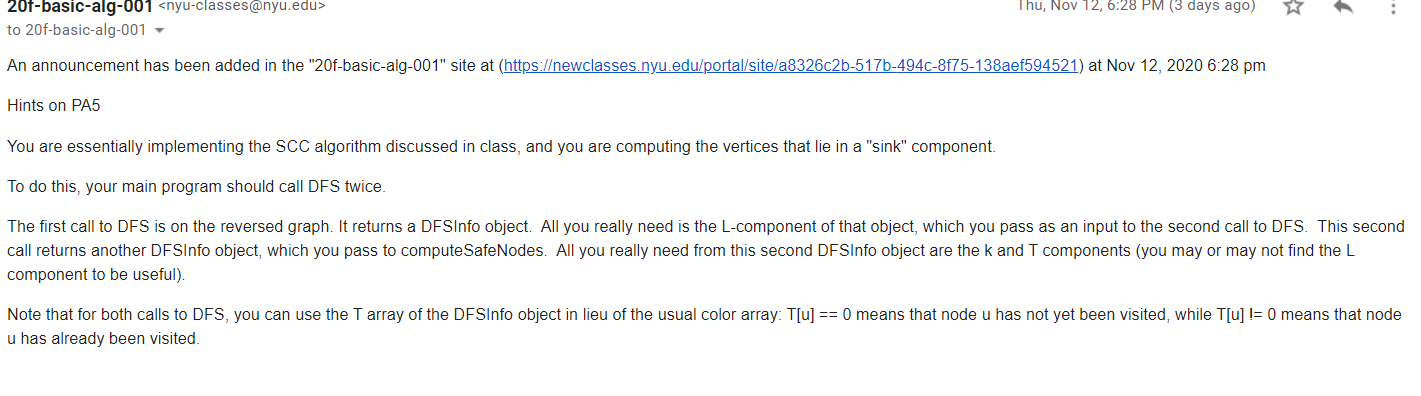 20f-basic-alg-001 <nyu-classes@nyu.edu>
Thu, Nov 12, 6:28 PM (3 days ago)
to 20f-basic-alg-001
An announcement has been added in the "20f-basic-alg-001" site at (https://newclasses.nyu.edu/portal/site/a8326c2b-517b-494c-8f75-138aef594521) at Nov 12, 2020 6:28 pm
Hints on PA5
You are essentially implementing the SCC algorithm discussed in class, and you are computing the vertices that lie in a "sink" component.
To do this, your main program should call DFS twice.
The first call to DFS is on the reversed graph. It returns a DFSInfo object.  All you really need is the L-component of that object, which you pass as an input to the second call to DFS.  This second
call returns another DFSInfo object, which you pass to computeSafeNodes.  All you really need from this second DFSInfo object are the k and T components (you may or may not find the L
component to be useful).
Note that for both calls to DFS, you can use the T array of the DFSInfo object in lieu of the usual color array: T[u] == 0 means that node u has not yet been visited, while T[u] != 0 means that node
u has already been visited.